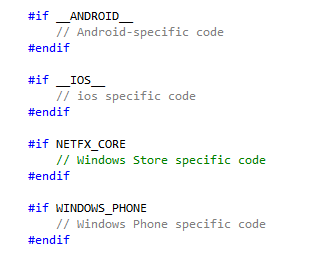 #if __ANDROID__
// Android-specific code
#endif
#if __IOS__
// ios specific code
#endif
#if NETFX_CORE
// Windows Store specific code
#endif
#if WINDOWS_PHONE
// Windows Phone specific code
#endif